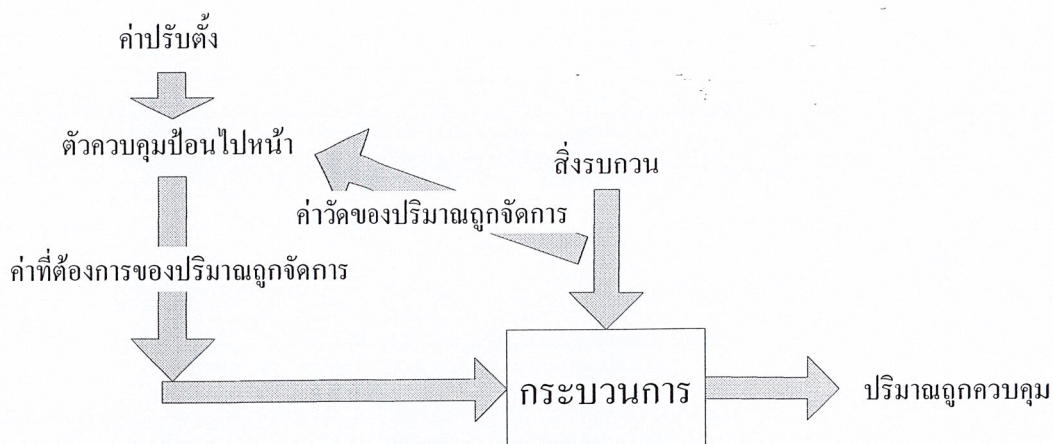 ค่าปรับตั้ง
ตัวควบคุมป้อนไปหน้า
สิ่งรบกวน
ค่าวัดของปริมาณถูกจัดการ
ค่าที่ต้องการของปริมาณถูกจัดการ
กระบวนการ
ปริมาณถูกควบคุม